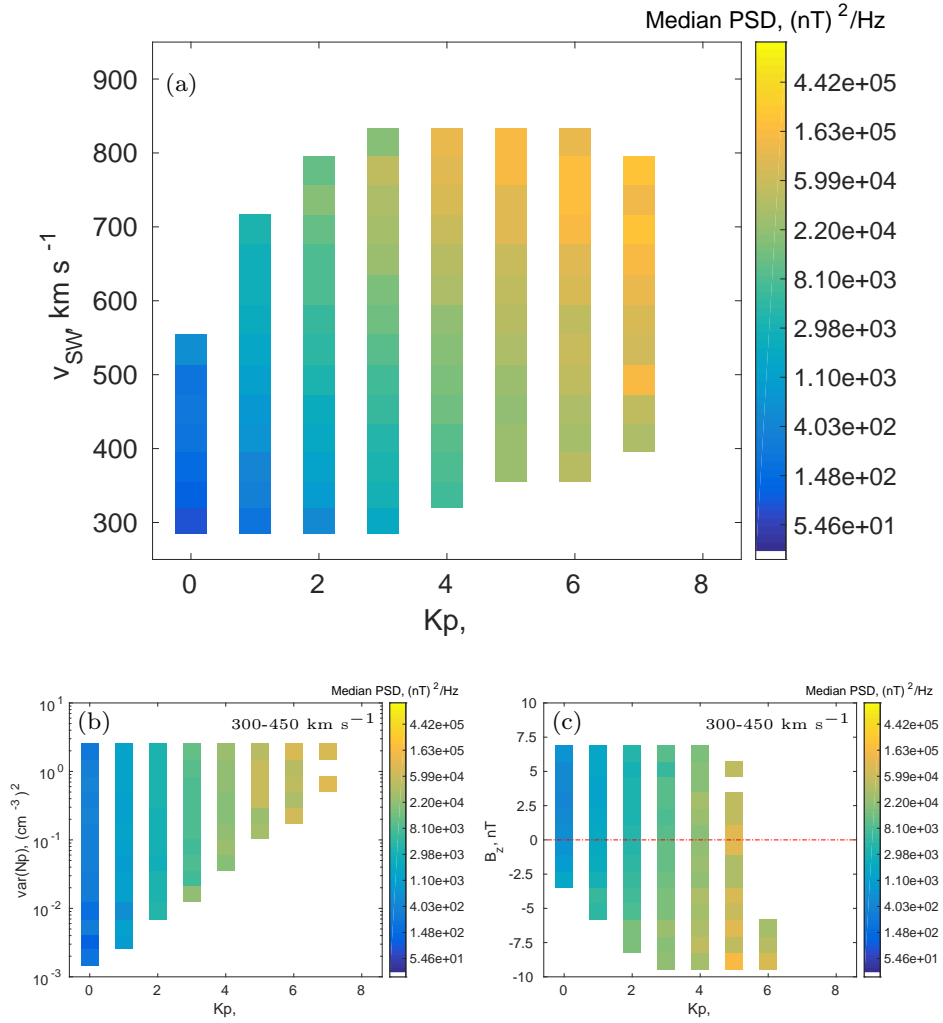 Median PSD, (nT) 2/Hz
(a)
900
800
700
600
500
400
300
v SW, km s -1
0 2 4 6 8
Kp,
4.42e+05
1.63e+05
5.99e+04
2.20e+04
8.10e+03
2.98e+03
1.10e+03
4.03e+02
1.48e+02
5.46e+01
Median PSD, (nT) 2/Hz
(b)
300-450 km s−1
10 1
10 0
10 -1
10 -2
10 -3
var(Np), (cm -3 )2
0 2 4 6 8
Kp,
4.42e+05
1.63e+05
5.99e+04
2.20e+04
8.10e+03
2.98e+03
1.10e+03
4.03e+02
1.48e+02
5.46e+01
Median PSD, (nT) 2/Hz
(c)
300-450 km s−1
10
7.5
5
2.5
0
-2.5
-5
-7.5
-10
B z, nT
0 2 4 6 8
Kp,
4.42e+05
1.63e+05
5.99e+04
2.20e+04
8.10e+03
2.98e+03
1.10e+03
4.03e+02
1.48e+02
5.46e+01